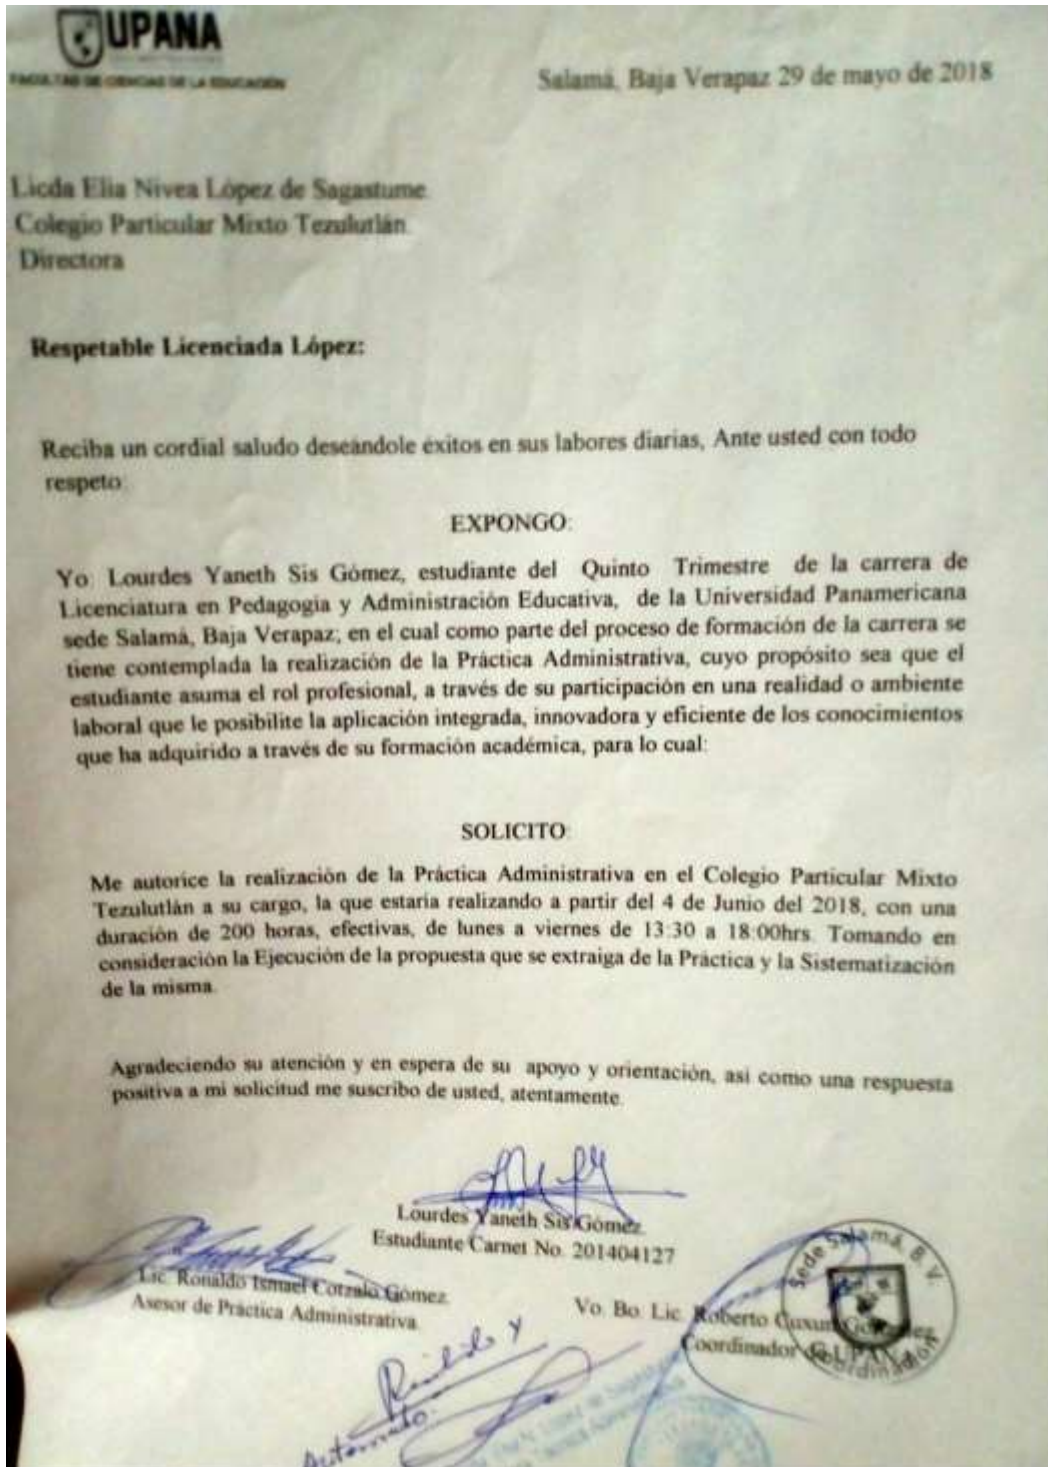 UPANA
FACULTAD DE CIENCIAS DE LA EDUCACIÓN
Salamá, Baja Verapaz 29 de mayo de 2018
Licda Elia Nivea López de Sagastume
Colegio Particular Mixto Tezulutlán
Directora
Respetable Licenciada López:
Reciba un cordial saludo deseándole éxitos en sus labores diarias, Ante usted con todo
respeto:
EXPONGO:
Yo: Lourdes Yaneth Sis Gómez, estudiante del Quinto Trimestre de la carrera de
Licenciatura en Pedagogía y Administración Educativa, de la Universidad Panamericana
sede Salamá, Baja Verapaz; en el cual como parte del proceso de formación de la carrera se
tiene contemplada la realización de la Práctica Administrativa, cuyo propósito sea que el
estudiante asuma el rol profesional, a través de su participación en una realidad o ambiente
laboral que le posibilite la aplicación integrada, innovadora y eficiente de los conocimientos
que ha adquirido a través de su formación académica, para lo cual:
SOLICITO:
Me autorice la realización de la Práctica Administrativa en el Colegio Particular Mixto
Tezulutlán a su cargo, la que estaría realizando a partir del 4 de Junio del 2018, con una
duración de 200 horas, efectivas, de lunes a viernes de 13:30 a 18:00hrs. Tomando en
consideración la Ejecución de la propuesta que se extraiga de la Práctica y la Sistematización
de la misma.
Agradeciendo su atención y en espera de su apoyo y orientación, así como una respuesta
positiva a mi solicitud me suscribo de usted, atentamente.
Lourdes Yaneth Sis Gómez.
Estudiante Carnet No. 201404127
Lic. Ronaldo Ismael Cotzalo Gómez.
Asesor de Práctica Administrativa
Vo. Bo. Lic. Roberto Cuxum
Coordinador UPANA
Sede Salamá, B. V.
Coordinación
Recibido y